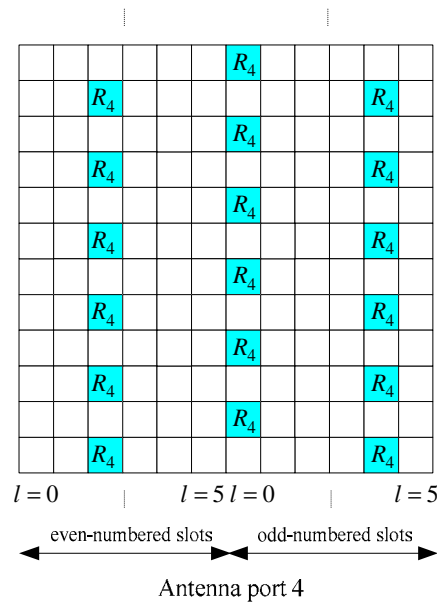 R4
R4 R4
R4
R4 R4
R4
R4 R4
R4
R4 R4
R4
R4 R4
R4
R4 R4
l = 0 l = 5 l = 0 l = 5
even-numbered slots odd-numbered slots
Antenna port 4